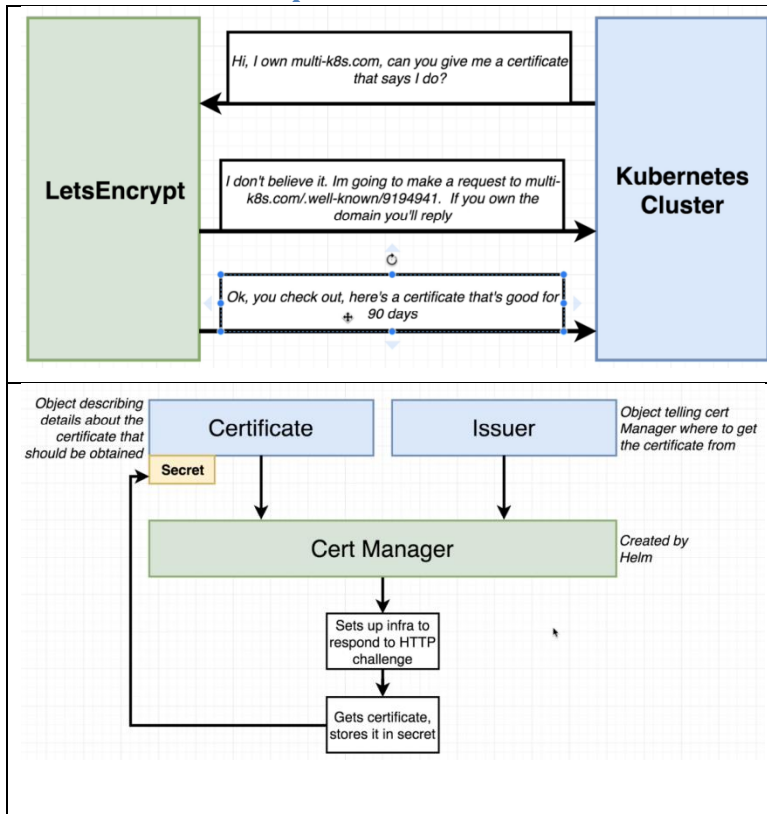 Hi, I own multi-k8s.com, can you give me a certificate
that says I do?
LetsEncrypt
Kubernetes
Cluster
I don't believe it. Im going to make a request to multi-
k8s.com/.well-known/9194941. If you own the
domain you'll reply
Ok, you check out, here's a certificate that's good for
90 days
Object describing
details about the
certificate that
should be obtained
Certificate
Secret
Issuer
Object telling cert
Manager where to get
the certificate from
Cert Manager
Created by
Helm
Sets up infra to
respond to HTTP
challenge
Gets certificate,
stores it in secret